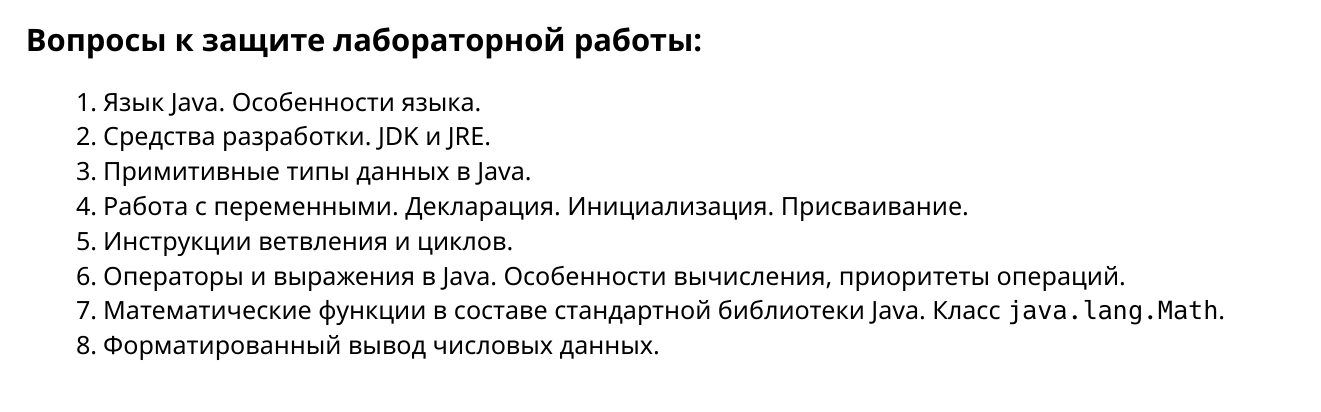 Вопросы к защите лабораторной работы:
1. Язык Java. Особенности языка.
2. Средства разработки. JDK и JRE.
3. Примитивные типы данных в Java.
4. Работа с переменными. Декларация. Инициализация. Присваивание.
5. Инструкции ветвления и циклов.
6. Операторы и выражения в Java. Особенности вычисления, приоритеты операций.
7. Математические функции в составе стандартной библиотеки Java. Класс java.lang.Math.
8. Форматированный вывод числовых данных.